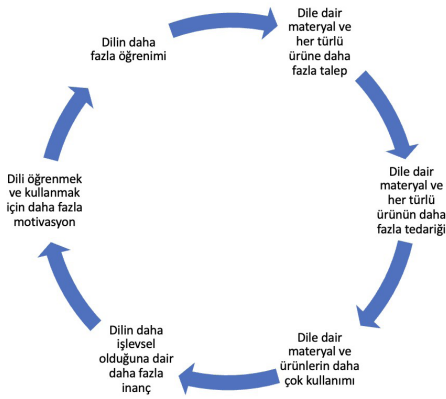 Dilin daha
fazla öğrenimi
Dile dair
materyal ve
her türlü
ürüne daha
fazla talep
Dile dair
materyal ve
her türlü
ürünün daha
fazla tedariği
Dile dair
materyal ve
ürünlerin daha
çok kullanımı
Dilin daha
işlevsel
olduğuna dair
daha fazla
inanç
Dili öğrenmek
ve kullanmak
için daha fazla
motivasyon